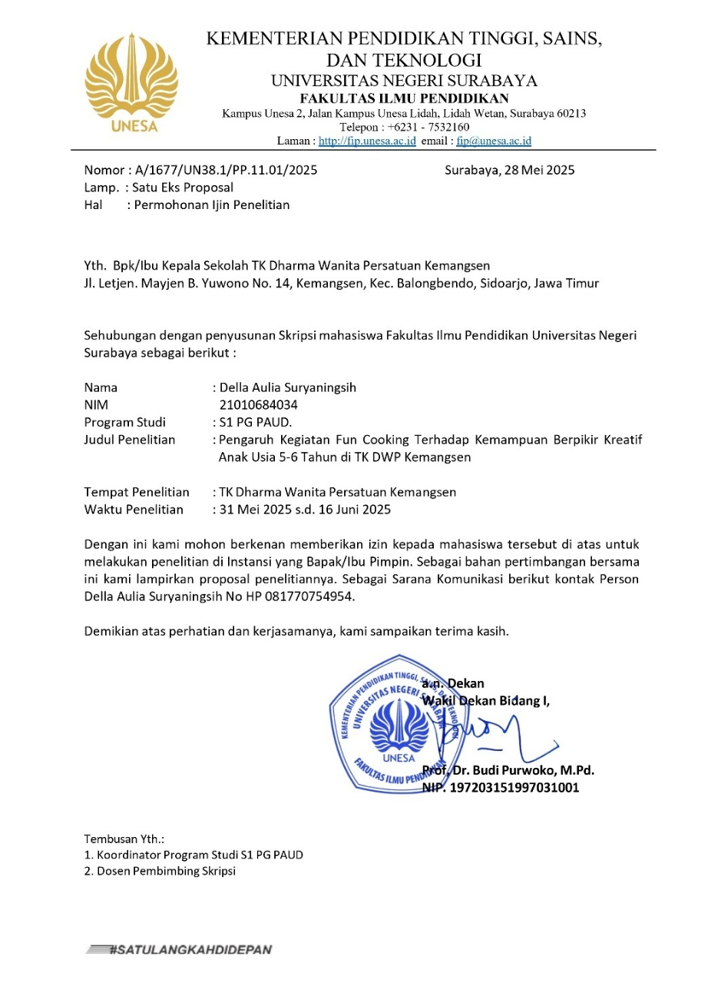 KEMENTERIAN PENDIDIKAN TINGGI, SAINS,
DAN TEKNOLOGI
UNIVERSITAS NEGERI SURABAYA
FAKULTAS ILMU PENDIDIKAN
Kampus Unesa 2, Jalan Kampus Unesa Lidah, Lidah Wetan, Surabaya 60213
Telepon : +6231 - 7532160
Laman : http://fip.unesa.ac.id email : fip@unesa.ac.id
UNESA
Nomor : A/1677/UN38.1/PP.11.01/2025 Surabaya, 28 Mei 2025
Lamp. : Satu Eks Proposal
Hal : Permohonan Ijin Penelitian
Yth. Bpk/Ibu Kepala Sekolah TK Dharma Wanita Persatuan Kemangsen
Jl. Letjen. Mayjen B. Yuwono No. 14, Kemangsen, Kec. Balongbendo, Sidoarjo, Jawa Timur
Sehubungan dengan penyusunan Skripsi mahasiswa Fakultas Ilmu Pendidikan Universitas Negeri
Surabaya sebagai berikut :
Nama : Della Aulia Suryaningsih
NIM 21010684034
Program Studi : S1 PG PAUD.
Judul Penelitian : Pengaruh Kegiatan Fun Cooking Terhadap Kemampuan Berpikir Kreatif
Anak Usia 5-6 Tahun di TK DWP Kemangsen
Tempat Penelitian : TK Dharma Wanita Persatuan Kemangsen
Waktu Penelitian : 31 Mei 2025 s.d. 16 Juni 2025
Dengan ini kami mohon berkenan memberikan izin kepada mahasiswa tersebut di atas untuk
melakukan penelitian di Instansi yang Bapak/Ibu Pimpin. Sebagai bahan pertimbangan bersama
ini kami lampirkan proposal penelitiannya. Sebagai Sarana Komunikasi berikut kontak Person
Della Aulia Suryaningsih No HP 081770754954.
Demikian atas perhatian dan kerjasamanya, kami sampaikan terima kasih.
a.n. Dekan
Wakil Dekan Bidang I,
KEMENTERIAN PENDIDIKAN TINGGI, SAINS, DAN TEKNOLOGI
UNIVERSITAS NEGERI SURABAYA
UNESA
FAKULTAS ILMU PENDIDIKAN
Prof. Dr. Budi Purwoko, M.Pd.
NIP. 197203151997031001
Tembusan Yth.:
1. Koordinator Program Studi S1 PG PAUD
2. Dosen Pembimbing Skripsi
#SATULANGKAHDIDEPAN